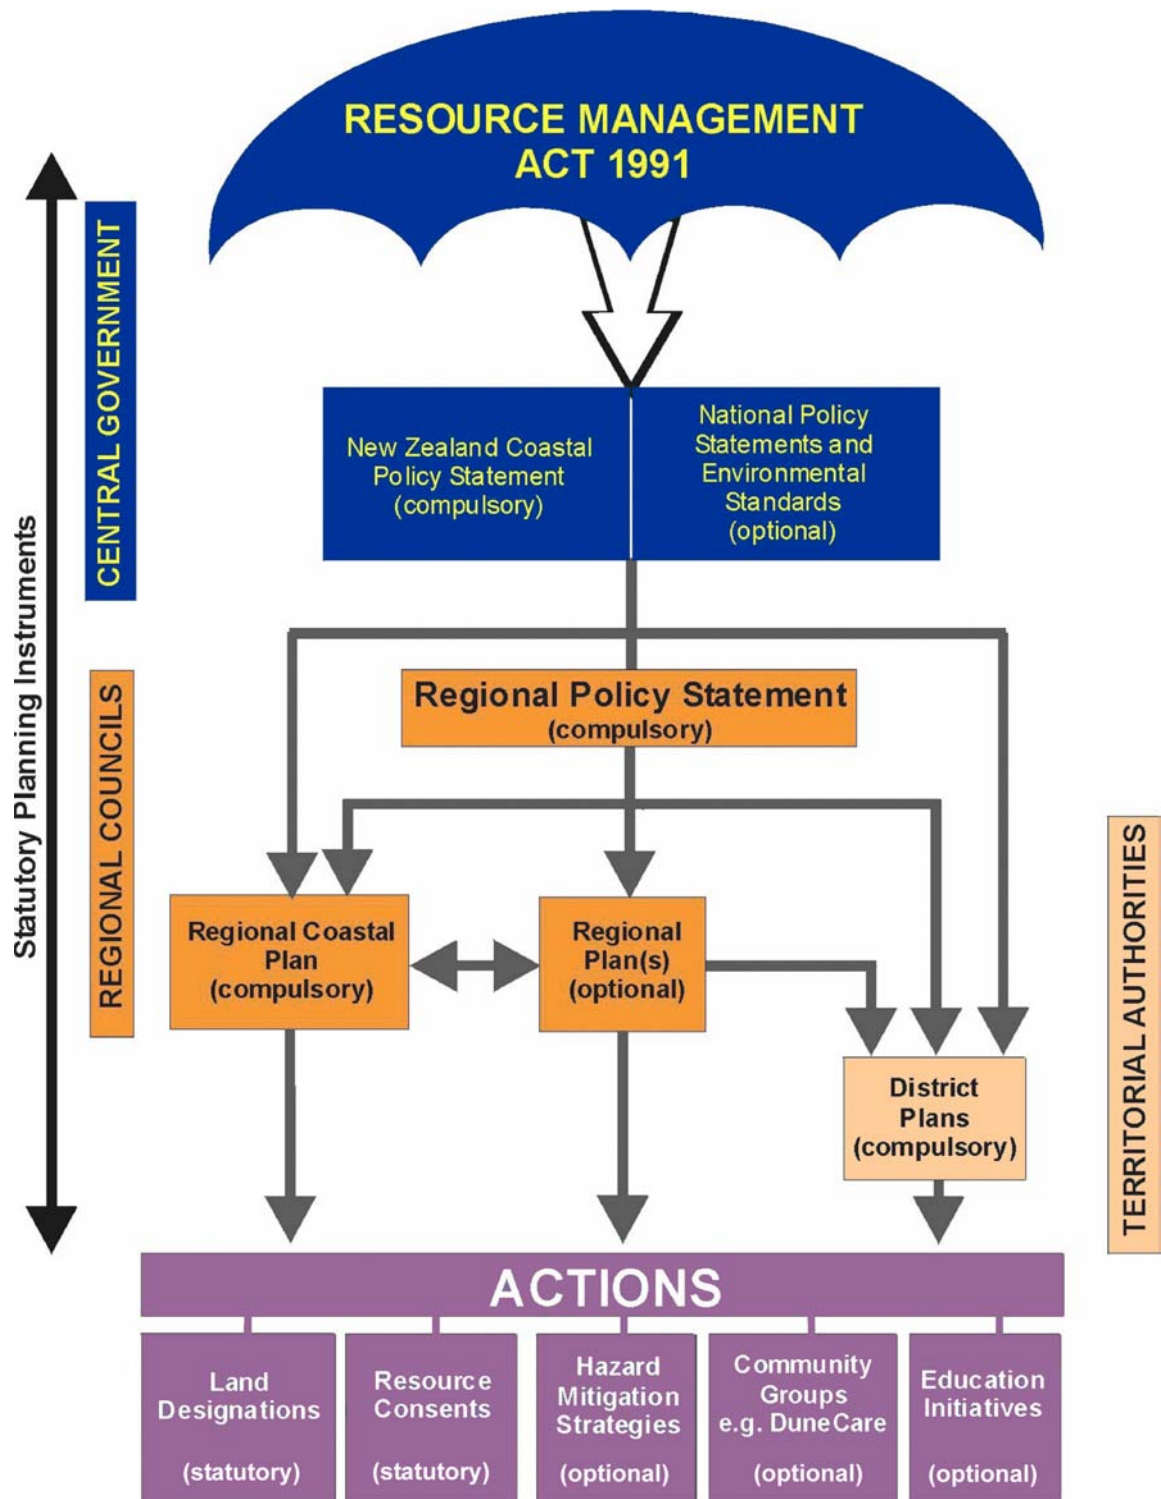 RESOURCE MANAGEMENT
ACT 1991
Statutory Planning Instruments
CENTRAL GOVERNMENT
New Zealand Coastal
Policy Statement
(compulsory)
National Policy
Statements and
Environmental
Standards
(optional)
REGIONAL COUNCILS
Regional Policy Statement
(compulsory)
Regional Coastal
Plan
(compulsory)
Regional
Plan(s)
(optional)
TERRITORIAL AUTHORITIES
District
Plans
(compulsory)
ACTIONS
Land
Designations
(statutory)
Resource
Consents
(statutory)
Hazard
Mitigation
Strategies
(optional)
Community
Groups
e.g. DuneCare
(optional)
Education
Initiatives
(optional)